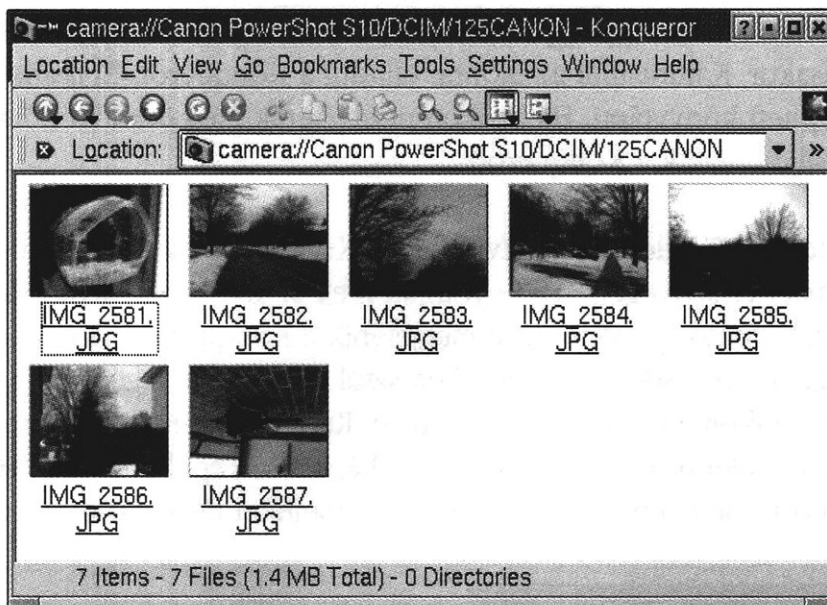 camera://Canon PowerShot S10/DCIM/125CANON - Konqueror
Location Edit View Go Bookmarks Tools Settings Window Help
Location: camera://Canon PowerShot S10/DCIM/125CANON
IMG_2581.
JPG
IMG_2582.
JPG
IMG_2583.
JPG
IMG_2584.
JPG
IMG_2585.
JPG
IMG_2586.
JPG
IMG_2587.
JPG
7 Items - 7 Files (1.4 MB Total) - 0 Directories